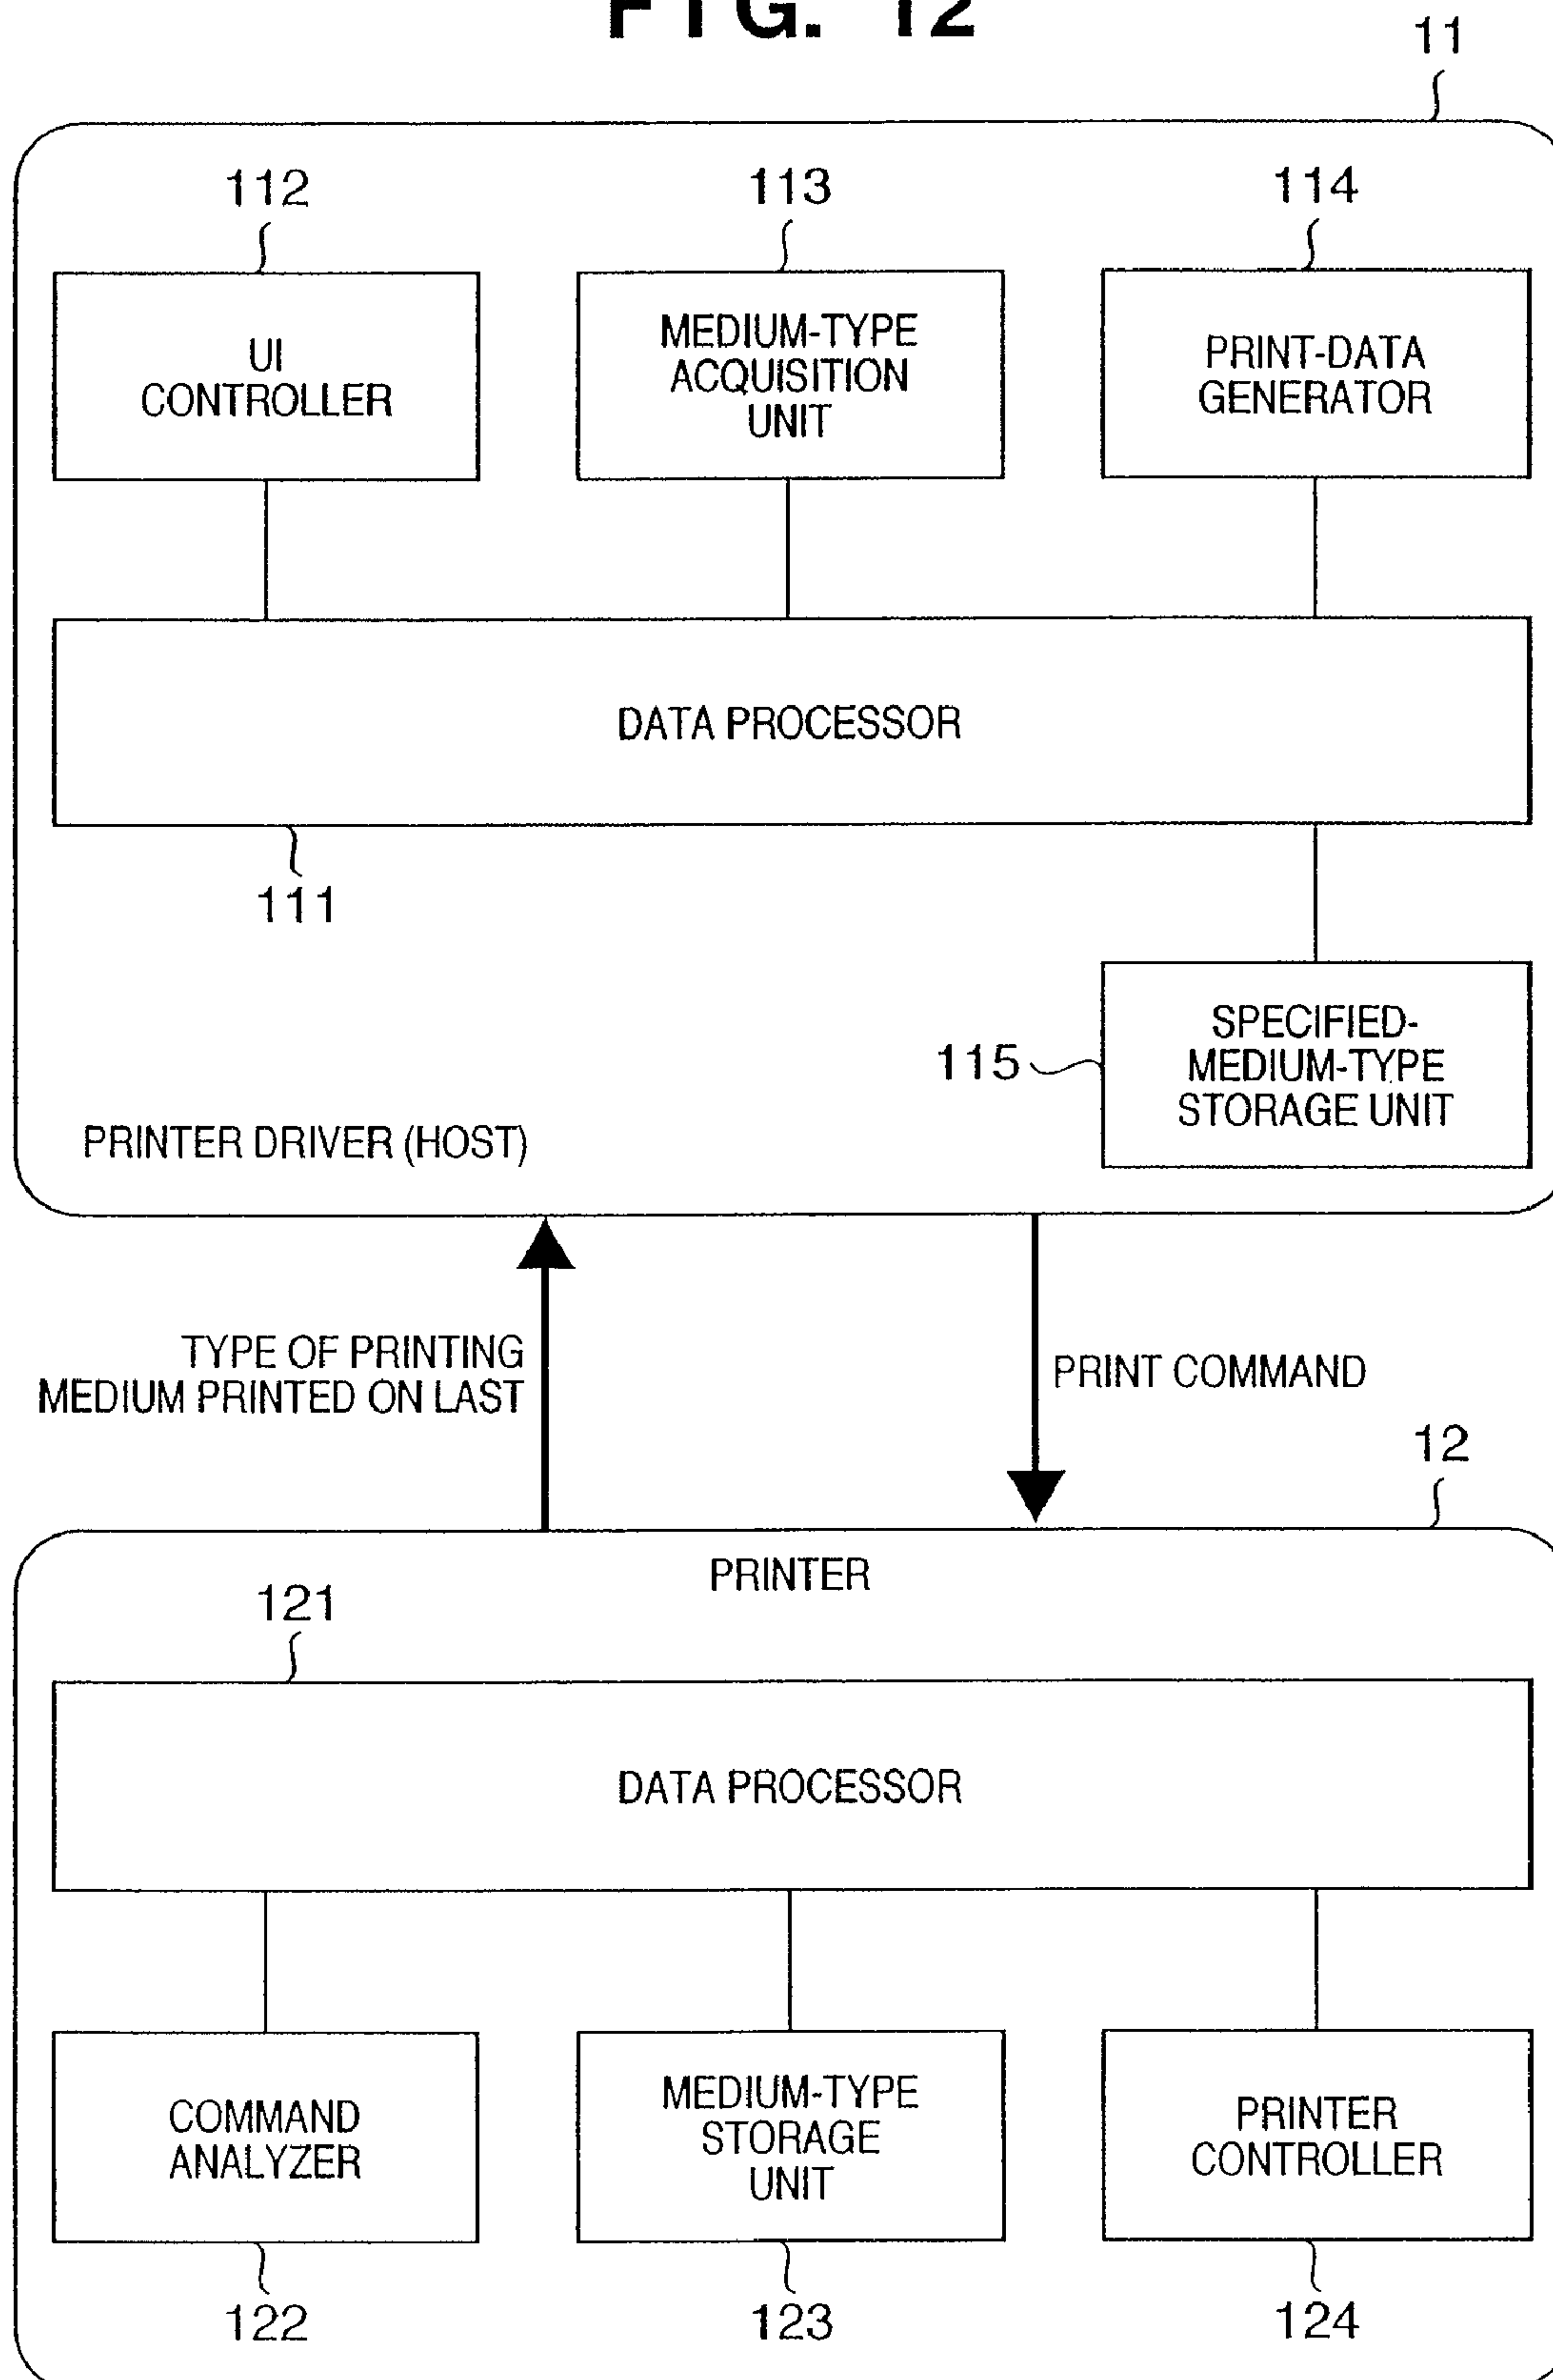 FIG. 12
11
112
113
114
UI
CONTROLLER
MEDIUM-TYPE
ACQUISITION
UNIT
PRINT-DATA
GENERATOR
DATA PROCESSOR
111
115
SPECIFIED-
MEDIUM-TYPE
STORAGE UNIT
PRINTER DRIVER (HOST)
TYPE OF PRINTING
MEDIUM PRINTED ON LAST
PRINT COMMAND
12
PRINTER
121
DATA PROCESSOR
COMMAND
ANALYZER
MEDIUM-TYPE
STORAGE
UNIT
PRINTER
CONTROLLER
122
123
124